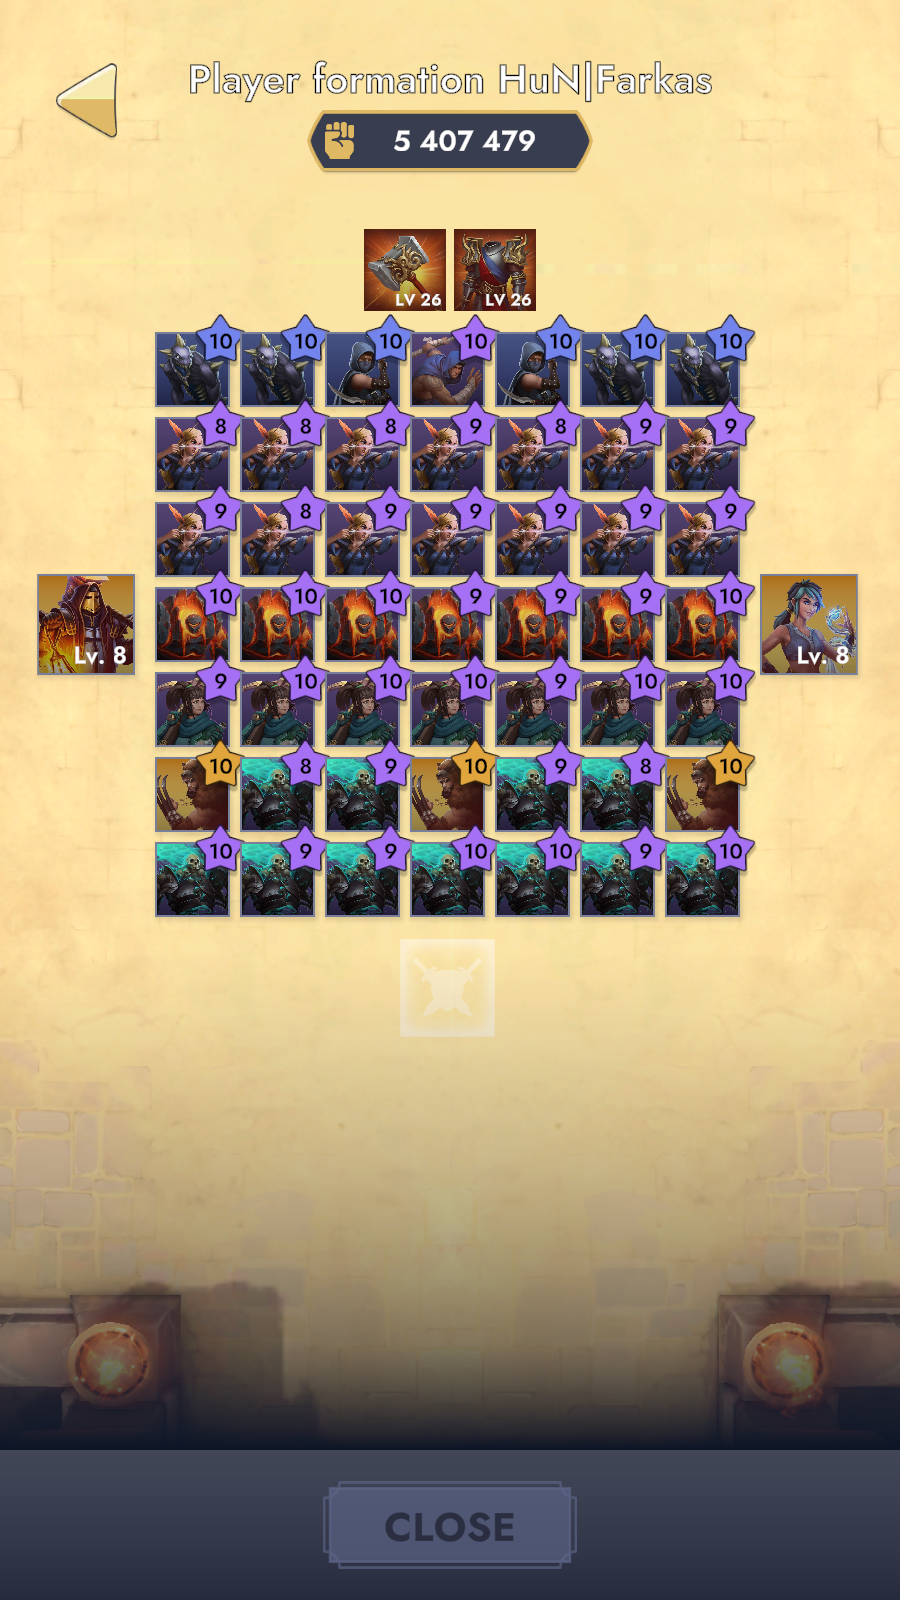 Player formation HuN|Farkas
5 407 479
LV 26 LV 26
10 10 10 10 10 10 10
8 8 8 9 8 9 9
9 8 9 9 9 9 9
10 10 10 9 9 9 10
Lv. 8 Lv. 8
9 10 10 10 9 10 10
10 8 9 10 9 8 10
10 9 9 10 10 9 10
CLOSE